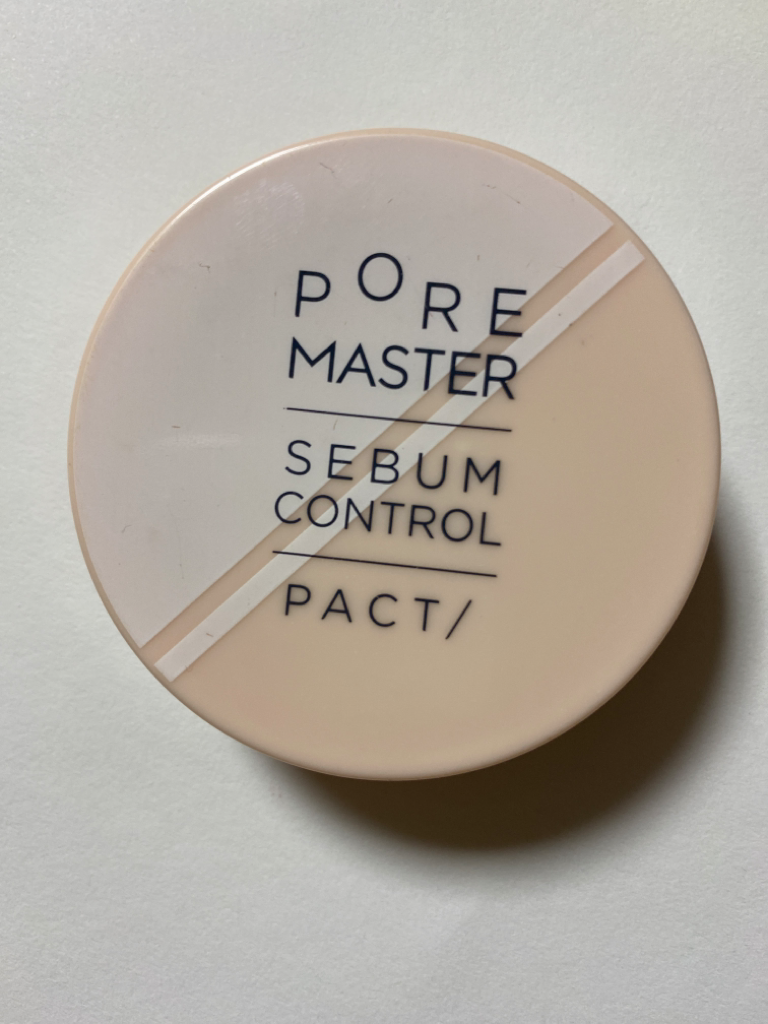 PORE
MASTER
SEBUM
CONTROL
PACT/